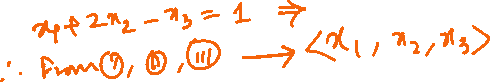 x₁+2x₂-x₃=1 ⇒
∴ From (i), (ii), (iii) → <x₁, x₂, x₃>